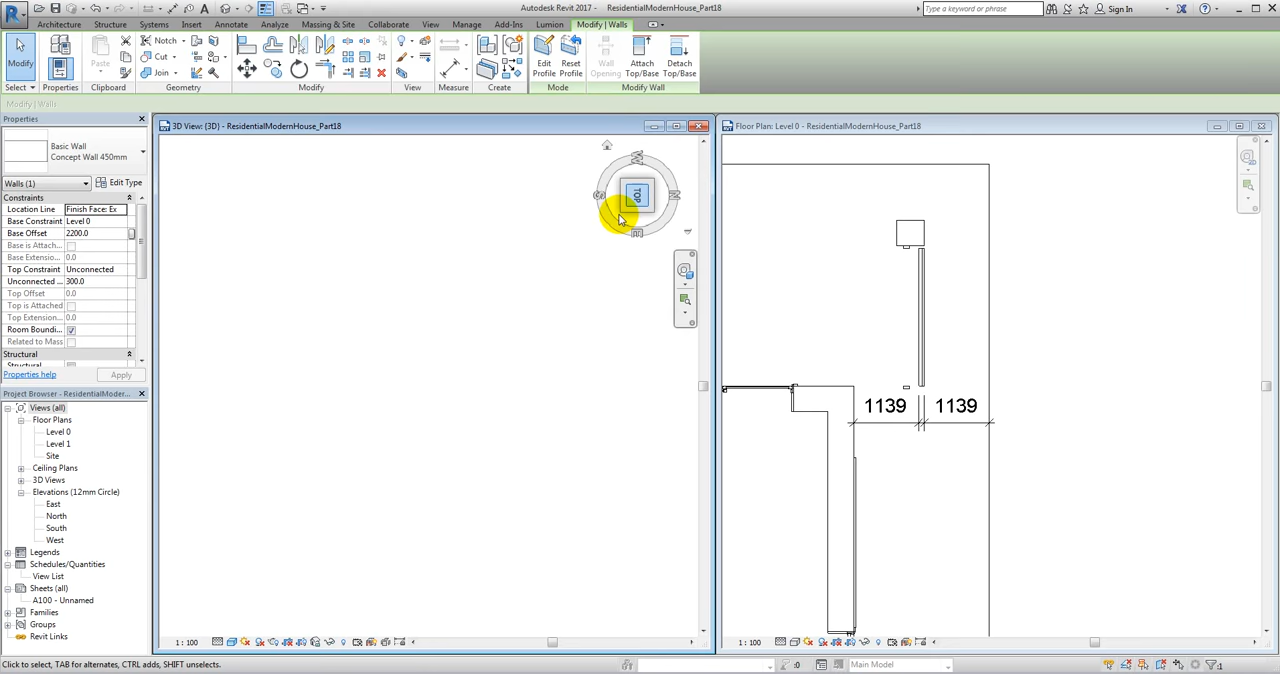 Autodesk Revit 2017 -    ResidentialModernHouse_Part18
Type a keyword or phrase
Sign In
Architecture Structure Systems Insert Annotate Analyze Massing & Site Collaborate View Manage Add-Ins Lumion Modify | Walls
Modify
Paste
Notch
Cut
Join
Edit Profile
Reset Profile
Wall Opening
Attach Top/Base
Detach Top/Base
Select Properties Clipboard Geometry Modify View Measure Create Mode Modify Wall
Modify | Walls
Properties
Basic Wall
Concept Wall 450mm
Walls (1)
Edit Type
Constraints
Location Line Finish Face: Ex
Base Constraint Level 0
Base Offset 2200.0
Base is Attach...
Base Extensio... 0.0
Top Constraint Unconnected
Unconnected ... 300.0
Top Offset 0.0
Top is Attached
Top Extension... 0.0
Room Boundi...
Related to Mass
Structural
Properties help
Apply
Project Browser - ResidentialModer...
Views (all)
Floor Plans
Level 0
Level 1
Site
Ceiling Plans
3D Views
Elevations (12mm Circle)
East
North
South
West
Legends
Schedules/Quantities
View List
Sheets (all)
A100 - Unnamed
Families
Groups
Revit Links
3D View: {3D} - ResidentialModernHouse_Part18
W
S
TOP
N
E
1 : 100
Floor Plan: Level 0 - ResidentialModernHouse_Part18
1139
1139
1 : 100
Click to select, TAB for alternates, CTRL adds, SHIFT unselects.
:0
Main Model
:1